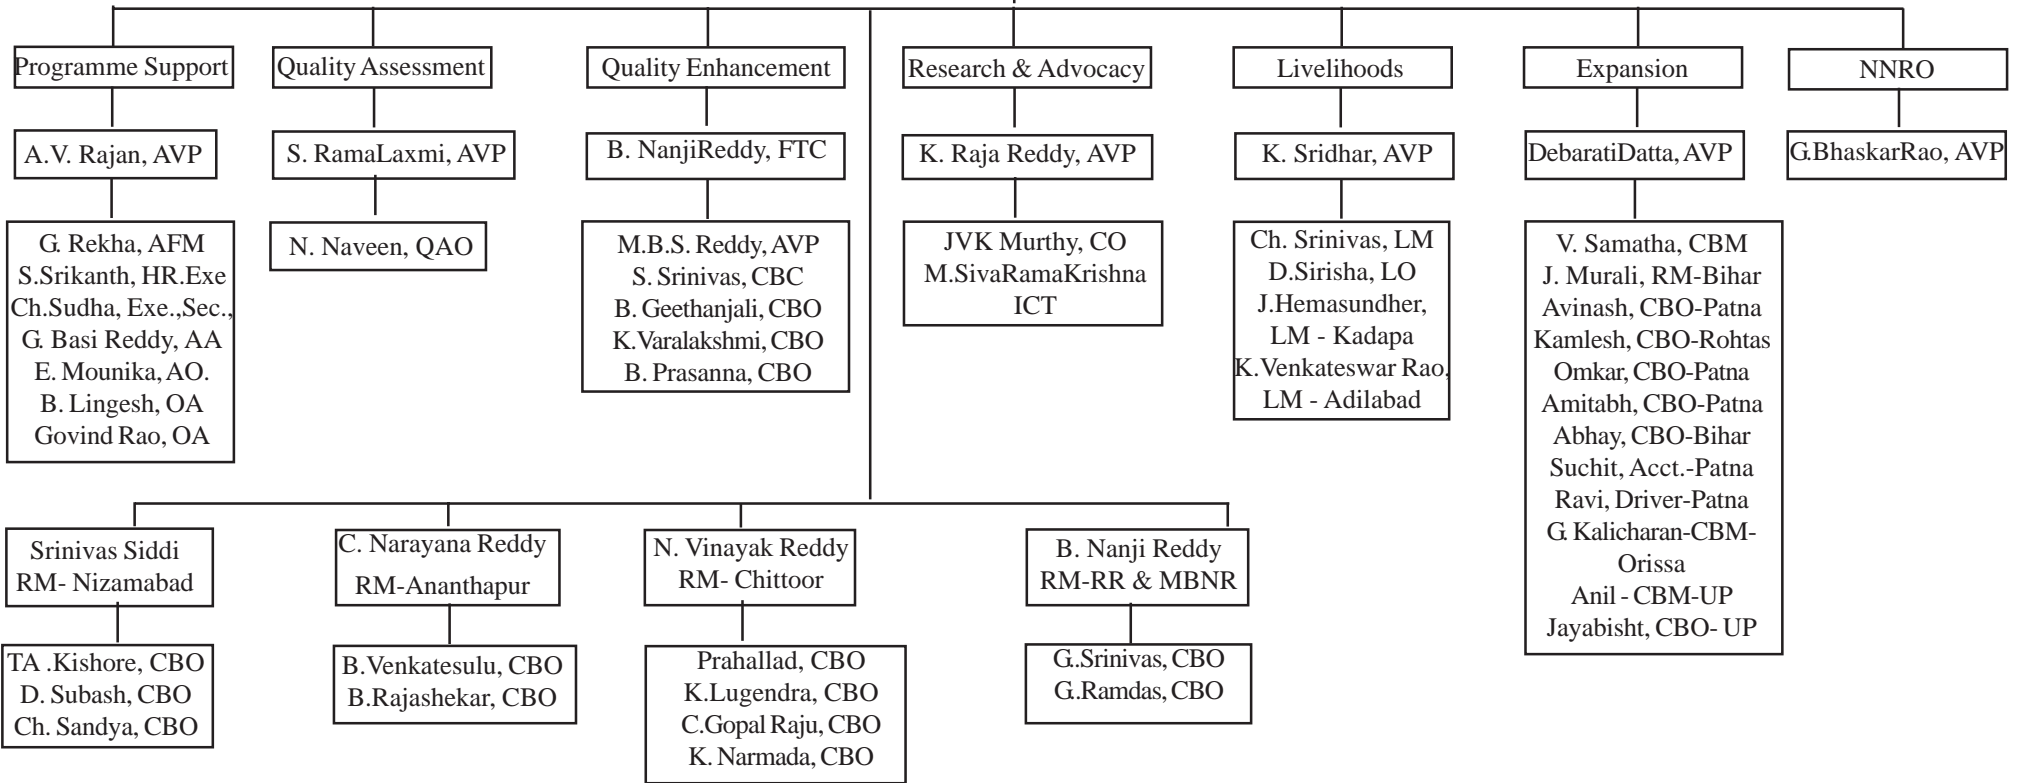 Programme Support
Quality Assessment
Quality Enhancement
Research & Advocacy
Livelihoods
Expansion
NNRO
A.V. Rajan, AVP
S. RamaLaxmi, AVP
B. NanjiReddy, FTC
K. Raja Reddy, AVP
K. Sridhar, AVP
DebaratiDatta, AVP
G.BhaskarRao, AVP
G. Rekha, AFM
S.Srikanth, HR.Exe
Ch.Sudha, Exe.,Sec.,
G. Basi Reddy, AA
E. Mounika, AO.
B. Lingesh, OA
Govind Rao, OA
N. Naveen, QAO
M.B.S. Reddy, AVP
S. Srinivas, CBC
B. Geethanjali, CBO
K.Varalakshmi, CBO
B. Prasanna, CBO
JVK Murthy, CO
M.SivaRamaKrishna
ICT
Ch. Srinivas, LM
D.Sirisha, LO
J.Hemasundher,
LM - Kadapa
K.Venkateswar Rao,
LM - Adilabad
V. Samatha, CBM
J. Murali, RM-Bihar
Avinash, CBO-Patna
Kamlesh, CBO-Rohtas
Omkar, CBO-Patna
Amitabh, CBO-Patna
Abhay, CBO-Bihar
Suchit, Acct.-Patna
Ravi, Driver-Patna
G. Kalicharan-CBM-
Orissa
Anil - CBM-UP
Jayabisht, CBO- UP
Srinivas Siddi
RM- Nizamabad
C. Narayana Reddy
RM-Ananthapur
N. Vinayak Reddy
RM- Chittoor
B. Nanji Reddy
RM-RR & MBNR
TA .Kishore, CBO
D. Subash, CBO
Ch. Sandya, CBO
B.Venkatesulu, CBO
B.Rajashekar, CBO
Prahallad, CBO
K.Lugendra, CBO
C.Gopal Raju, CBO
K. Narmada, CBO
G..Srinivas, CBO
G..Ramdas, CBO